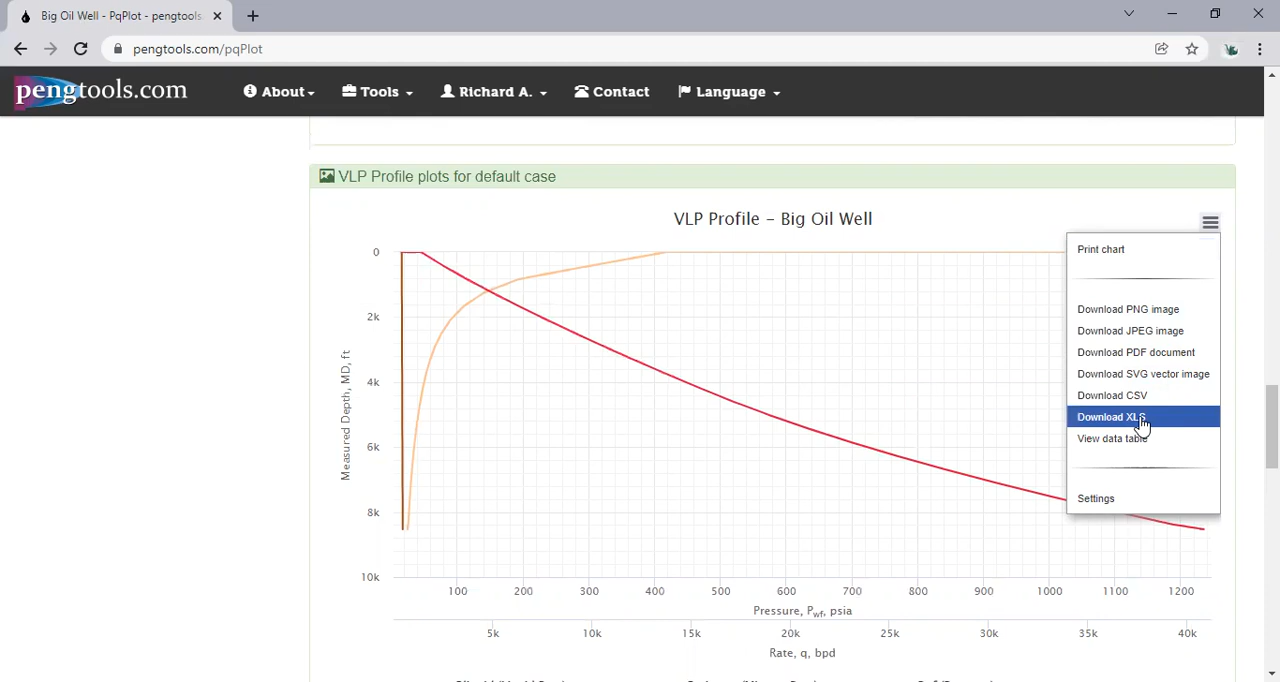 Big Oil Well - PqPlot - pengtools
pengtools.com/pqPlot
pengtools.com
About
Tools
Richard A.
Contact
Language
VLP Profile plots for default case
VLP Profile – Big Oil Well
Print chart
Download PNG image
Download JPEG image
Download PDF document
Download SVG vector image
Download CSV
Download XLS
View data table
Settings
0
2k
4k
6k
8k
10k
Measured Depth, MD, ft
100 200 300 400 500 600 700 800 900 1000 1100 1200
Pressure, Pwf, psia
5k 10k 15k 20k 25k 30k 35k 40k
Rate, q, bpd